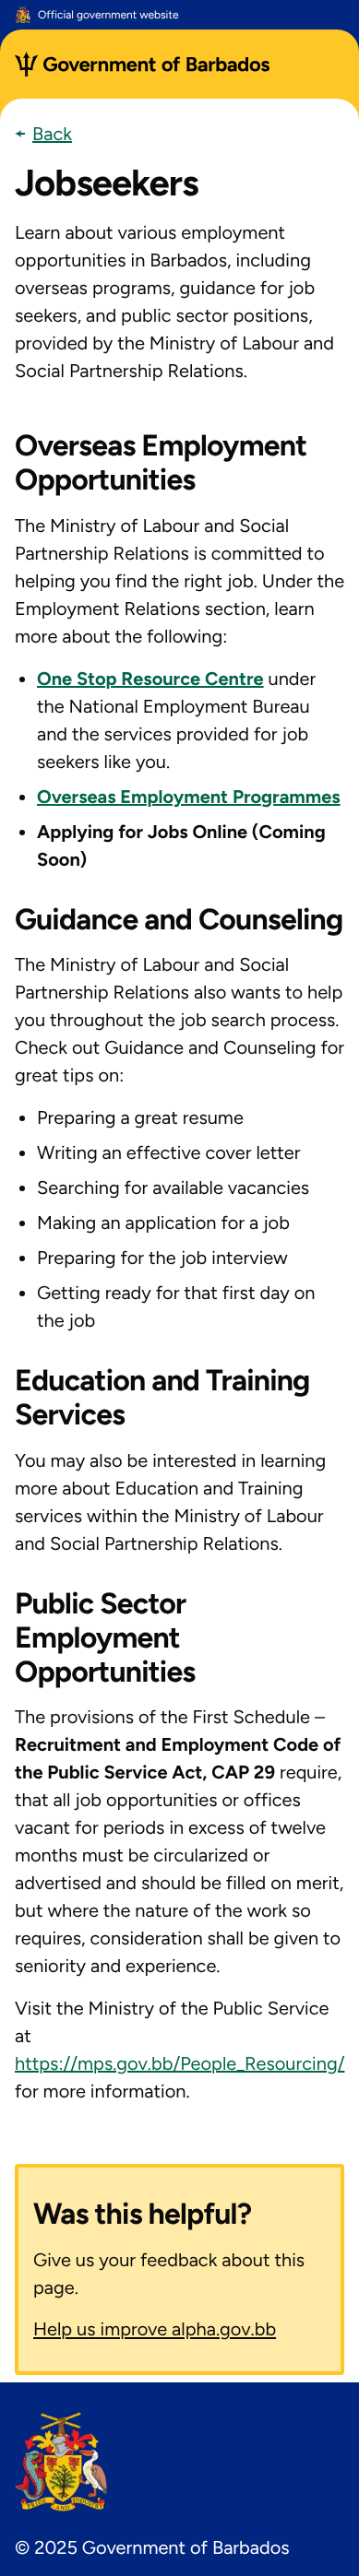 Official government website
Government of Barbados
Back
Jobseekers
Learn about various employment
opportunities in Barbados, including
overseas programs, guidance for job
seekers, and public sector positions,
provided by the Ministry of Labour and
Social Partnership Relations.
Overseas Employment
Opportunities
The Ministry of Labour and Social
Partnership Relations is committed to
helping you find the right job. Under the
Employment Relations section, learn
more about the following:
• One Stop Resource Centre under
the National Employment Bureau
and the services provided for job
seekers like you.
• Overseas Employment Programmes
• Applying for Jobs Online (Coming
Soon)
Guidance and Counseling
The Ministry of Labour and Social
Partnership Relations also wants to help
you throughout the job search process.
Check out Guidance and Counseling for
great tips on:
• Preparing a great resume
• Writing an effective cover letter
• Searching for available vacancies
• Making an application for a job
• Preparing for the job interview
• Getting ready for that first day on
the job
Education and Training
Services
You may also be interested in learning
more about Education and Training
services within the Ministry of Labour
and Social Partnership Relations.
Public Sector
Employment
Opportunities
The provisions of the First Schedule –
Recruitment and Employment Code of
the Public Service Act, CAP 29 require,
that all job opportunities or offices
vacant for periods in excess of twelve
months must be circularized or
advertised and should be filled on merit,
but where the nature of the work so
requires, consideration shall be given to
seniority and experience.
Visit the Ministry of the Public Service
at
https://mps.gov.bb/People_Resourcing/
for more information.
Was this helpful?
Give us your feedback about this
page.
Help us improve alpha.gov.bb
PRIDE AND INDUSTRY
© 2025 Government of Barbados